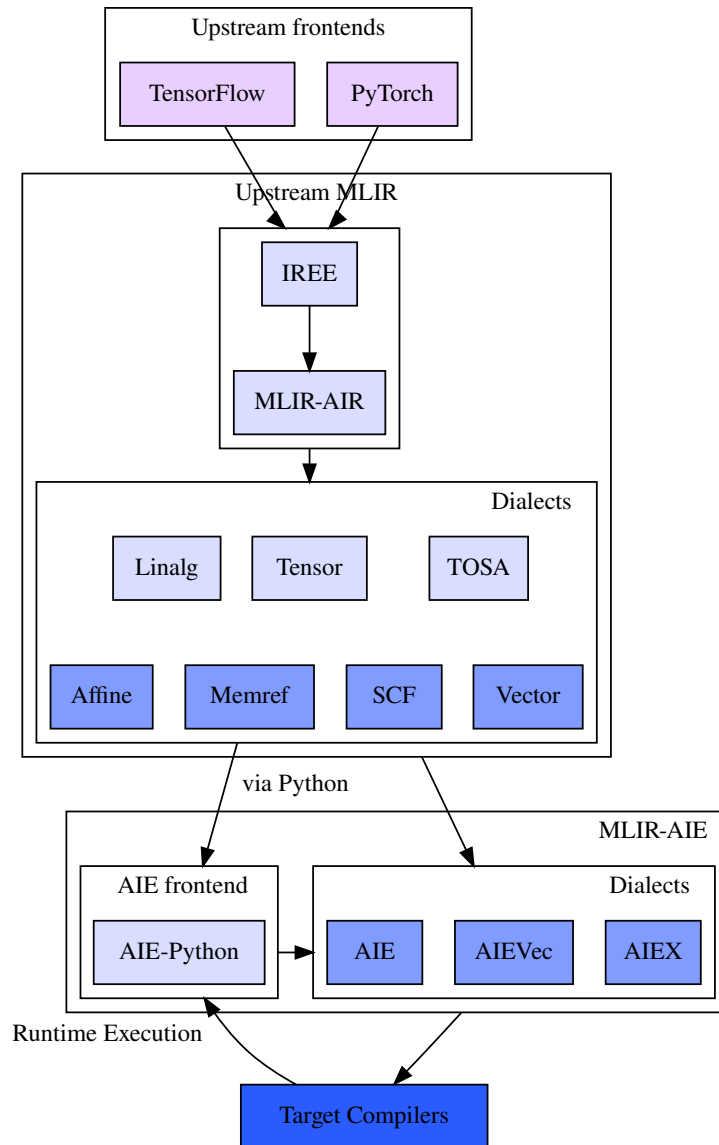 Upstream frontends
TensorFlow
PyTorch
Upstream MLIR
IREE
MLIR-AIR
Dialects
Linalg
Tensor
TOSA
Affine
Memref
SCF
Vector
via Python
MLIR-AIE
AIE frontend
Dialects
AIE-Python
AIE
AIEVec
AIEX
Runtime Execution
Target Compilers